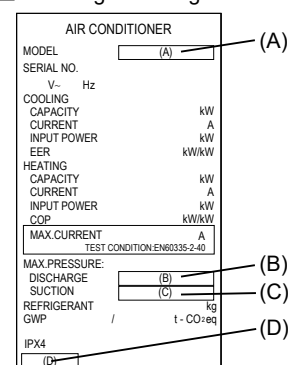 AIR CONDITIONER
MODEL (A) (A)
SERIAL NO.
V~ Hz
COOLING
CAPACITY kW
CURRENT A
INPUT POWER kW
EER kW/kW
HEATING
CAPACITY kW
CURRENT A
INPUT POWER kW
COP kW/kW
MAX.CURRENT A
TEST CONDITION:EN60335-2-40
MAX.PRESSURE:
DISCHARGE (B) (B)
SUCTION (C) (C)
REFRIGERANT kg
GWP / t - CO2eq
(D)
IPX4
(D)